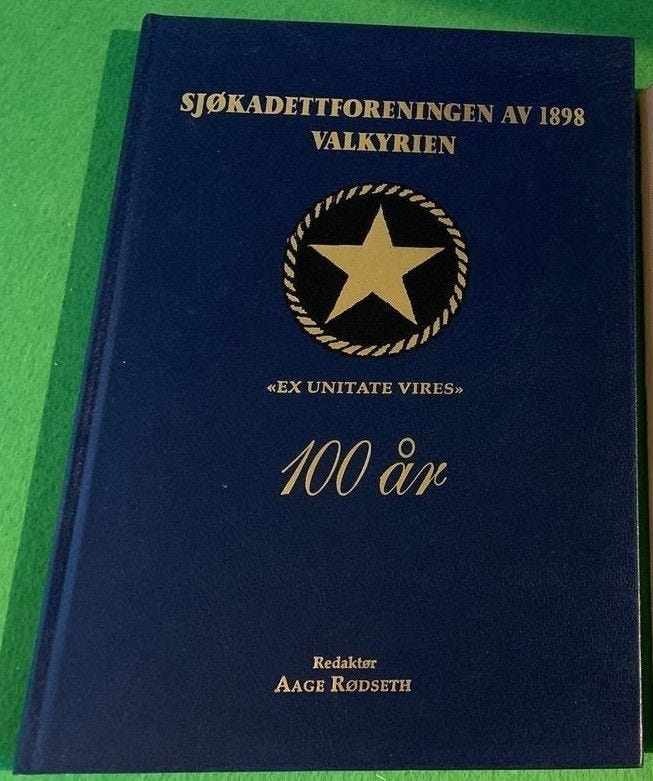 SJØKADETTFORENINGEN AV 1898
VALKYRIEN
«EX UNITATE VIRES»
100 år
Redaktør
AAGE RØDSETH